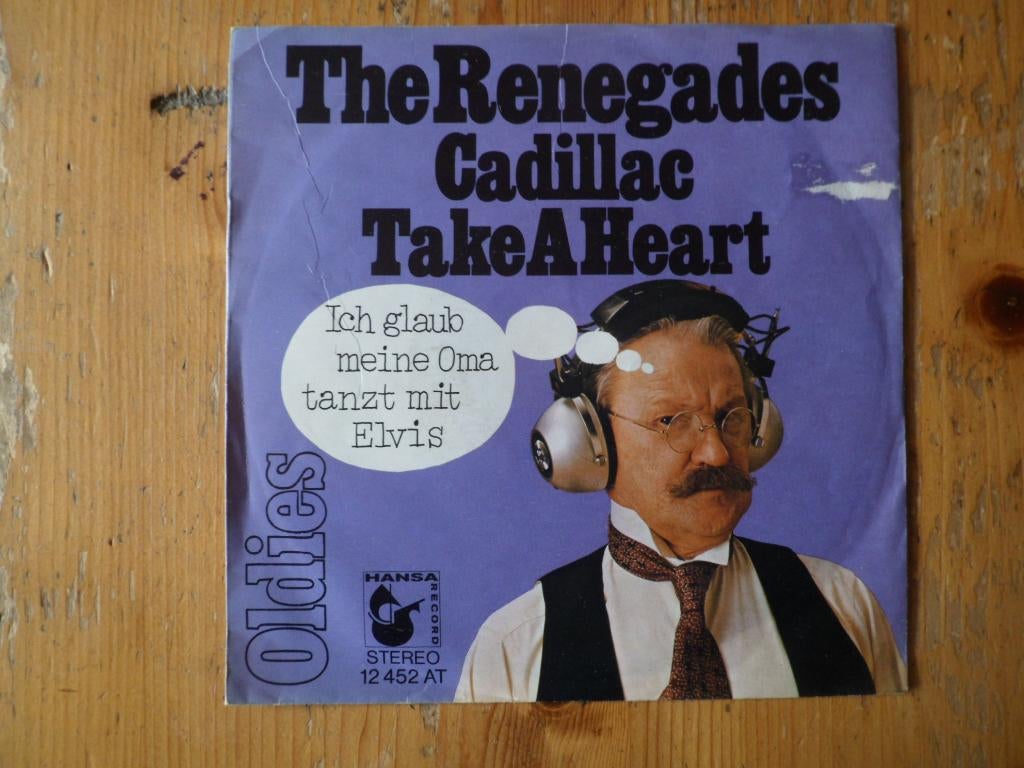 The Renegades
Cadillac
Take A Heart
Ich glaub
meine Oma
tanzt mit
Elvis
Oldies
HANSA
RECORD
STEREO
12 452 AT